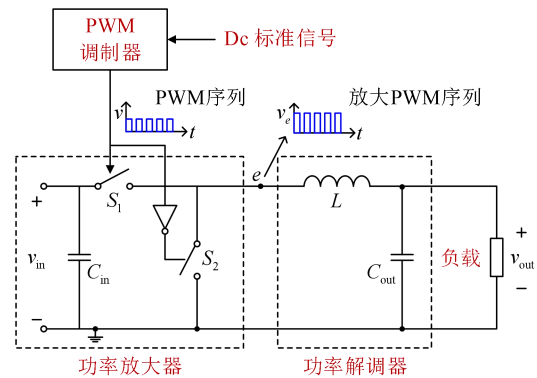 PWM
调制器
Dc 标准信号
PWM序列
放大PWM序列
v
t
v_e
t
e
S₁
L
S₂
+
v_in
−
C_in
C_out
负载
+
v_out
−
功率放大器
功率解调器